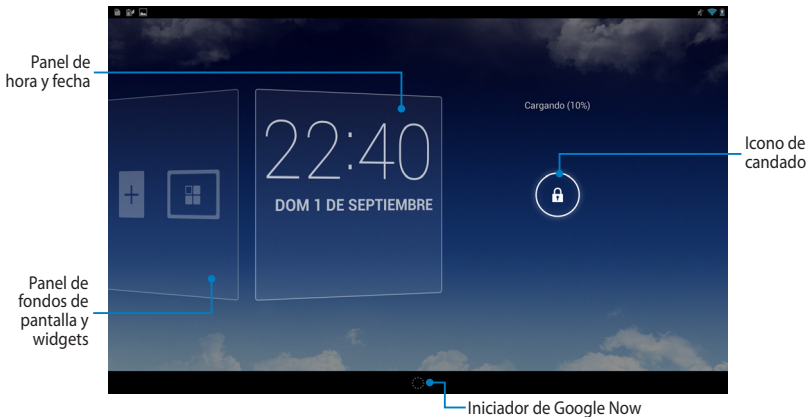 Panel de
hora y fecha
Cargando (10%)
22:40
DOM 1 DE SEPTIEMBRE
Icono de
candado
Panel de
fondos de
pantalla y
widgets
Iniciador de Google Now